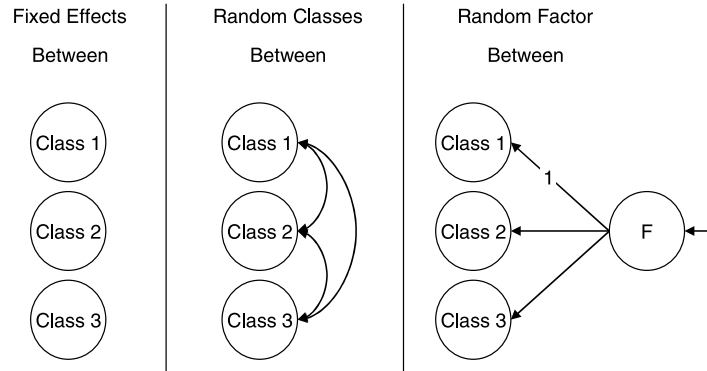 Fixed Effects
Between
Class 1
Class 2
Class 3
Random Classes
Between
Class 1
Class 2
Class 3
Random Factor
Between
Class 1
1
Class 2
F
Class 3